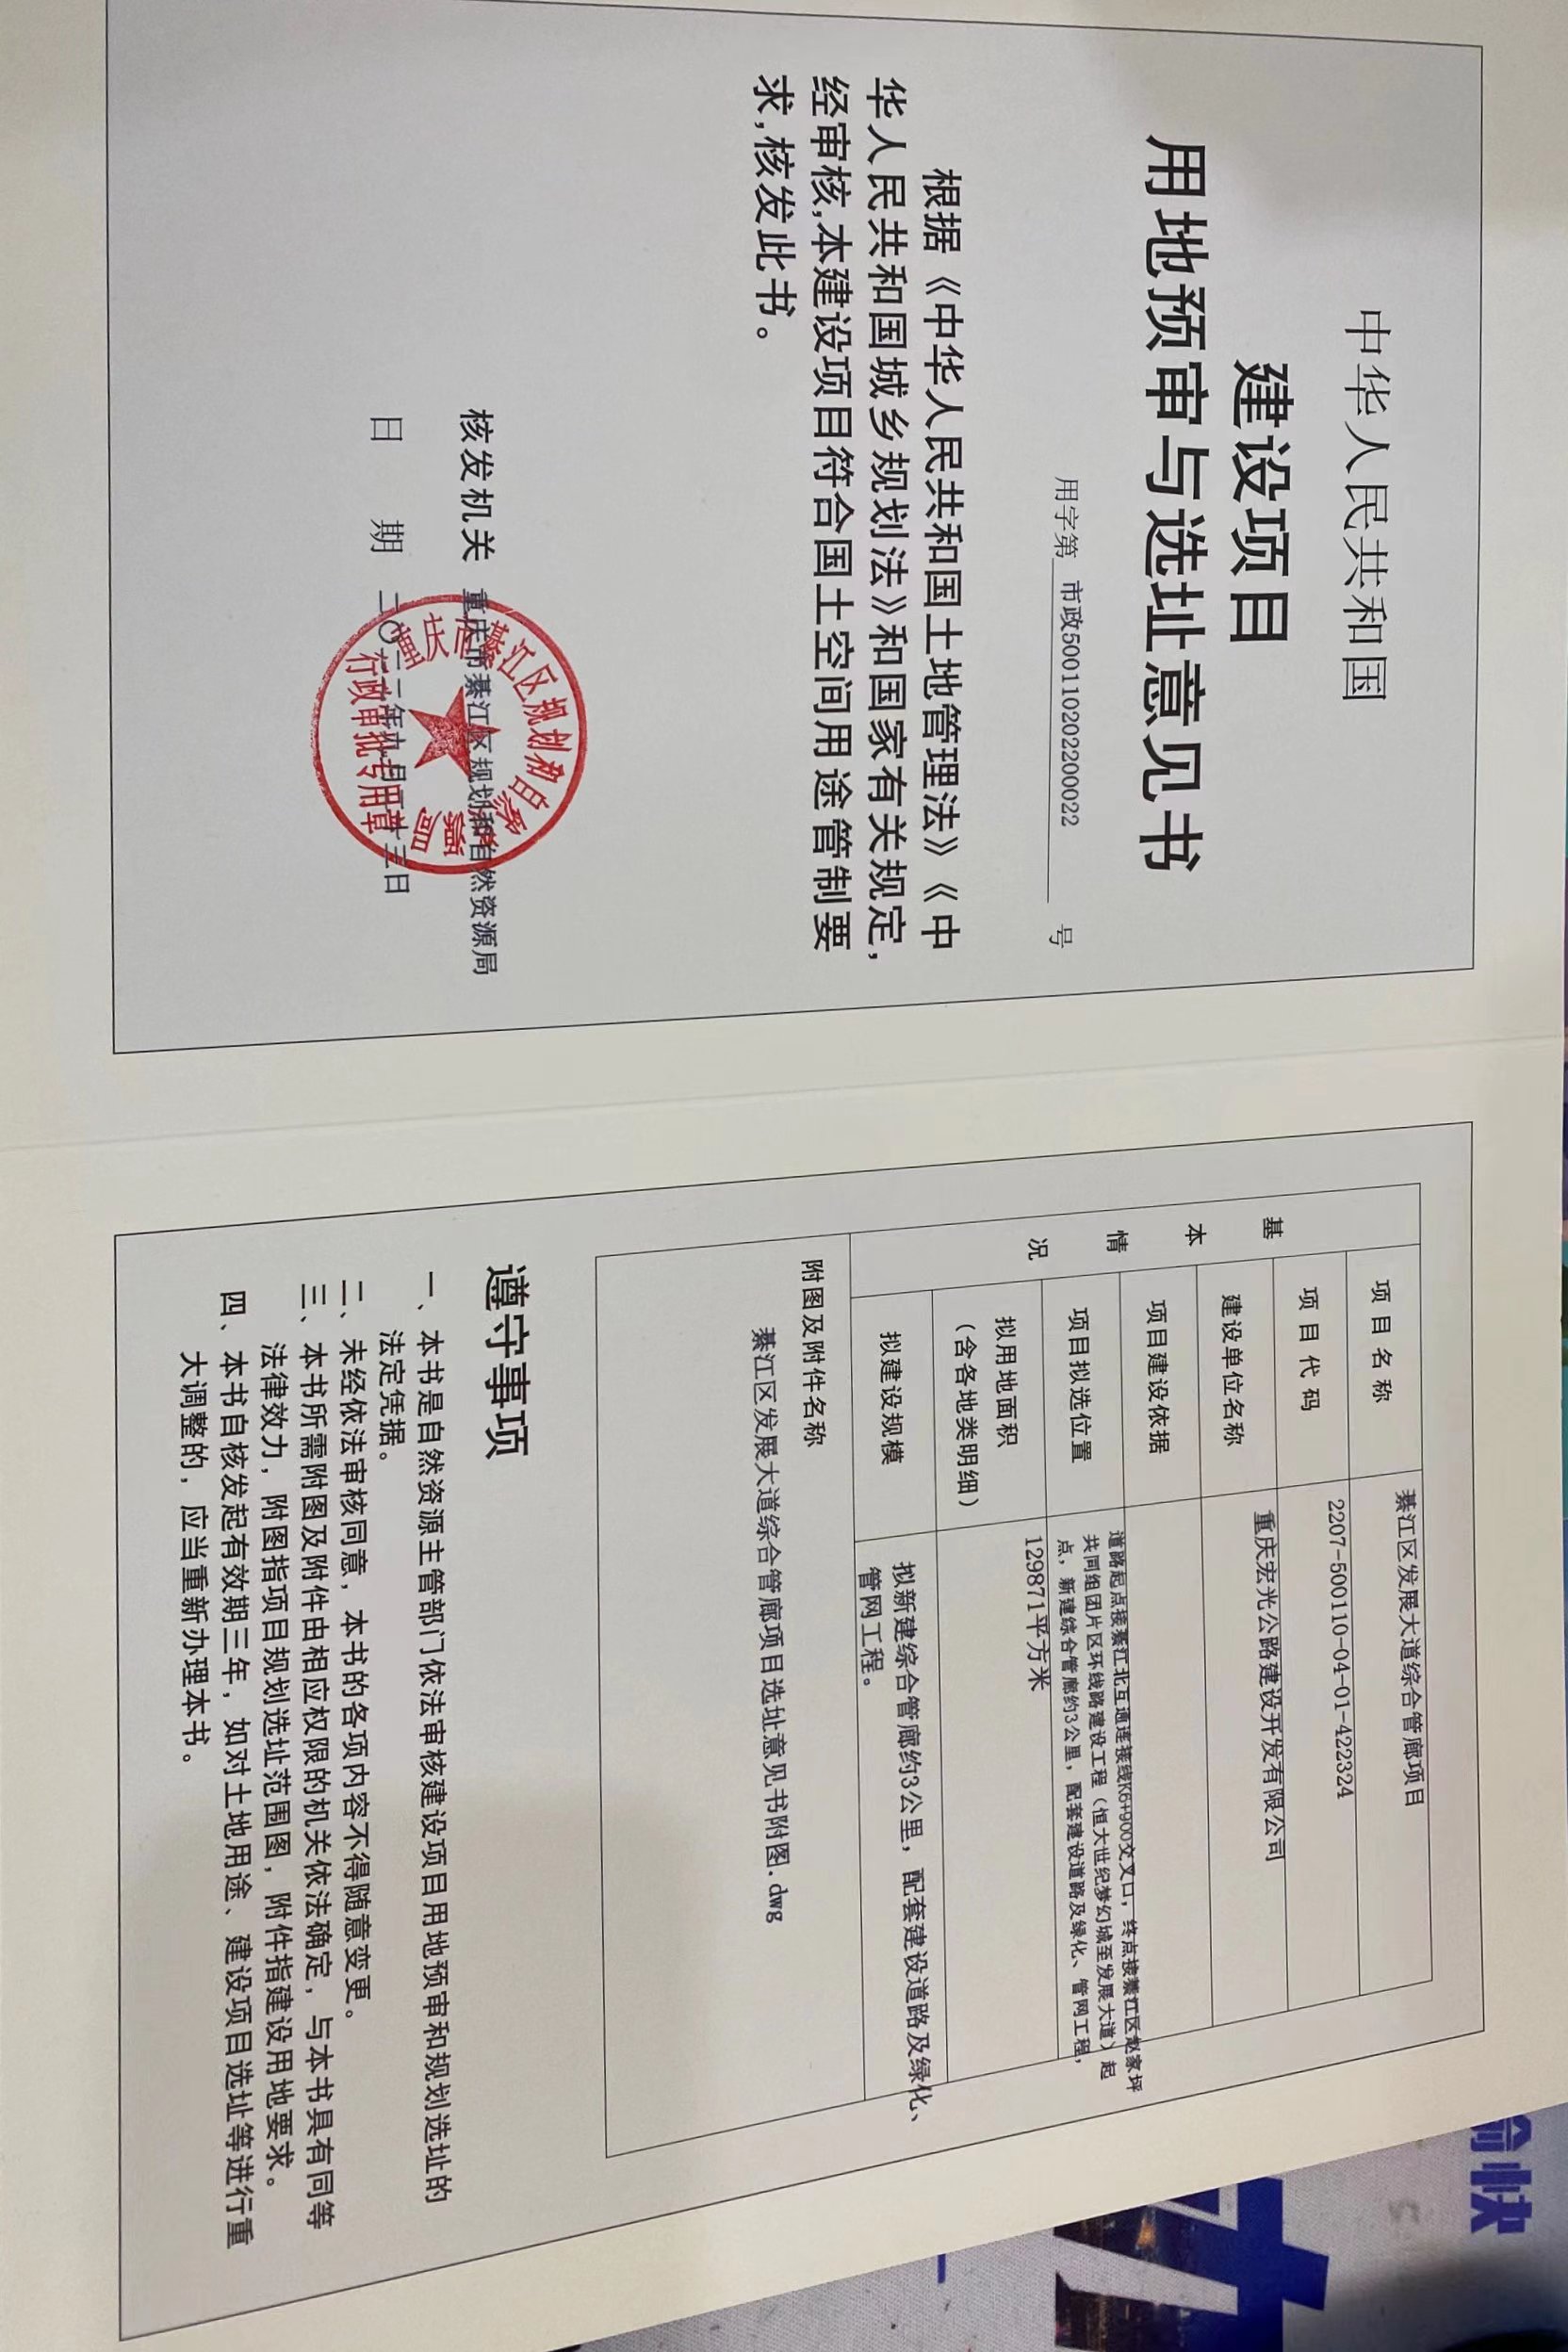 中华人民共和国
建设项目
用地预审与选址意见书
用字第 市政500110202200022 号
根据《中华人民共和国土地管理法》《中
华人民共和国城乡规划法》和国家有关规定,
经审核,本建设项目符合国土空间用途管制要
求,核发此书。
核发机关 重庆市綦江区规划和自然资源局
日 期 二〇二二年九月二十三日
重庆市綦江区规划和自然资源局
行政审批专用章
基本情况
项目名称 綦江区发展大道综合管廊项目
项目代码 2207-500110-04-01-422324
建设单位名称 重庆宏光公路建设开发有限公司
项目建设依据
项目拟选位置 道路起点接綦江北互通连接线K6+900交叉口，终点接綦江区赵家坪
共同组团片区环线路建设工程（恒大世纪梦幻城至发展大道）起
点，新建综合管廊约3公里，配套建设道路及绿化、管网工程，
拟用地面积
（含各地类明细） 129871平方米
拟建设规模 拟新建综合管廊约3公里，配套建设道路及绿化、
管网工程。
附图及附件名称
綦江区发展大道综合管廊项目选址意见书附图.dwg
遵守事项
一、本书是自然资源主管部门依法审核建设项目用地预审和规划选址的
法定凭据。
二、未经依法审核同意，本书的各项内容不得随意变更。
三、本书所需附图及附件由相应权限的机关依法确定，与本书具有同等
法律效力，附图指项目规划选址范围图，附件指建设用地要求。
四、本书自核发起有效期三年，如对土地用途、建设项目选址等进行重
大调整的，应当重新办理本书。